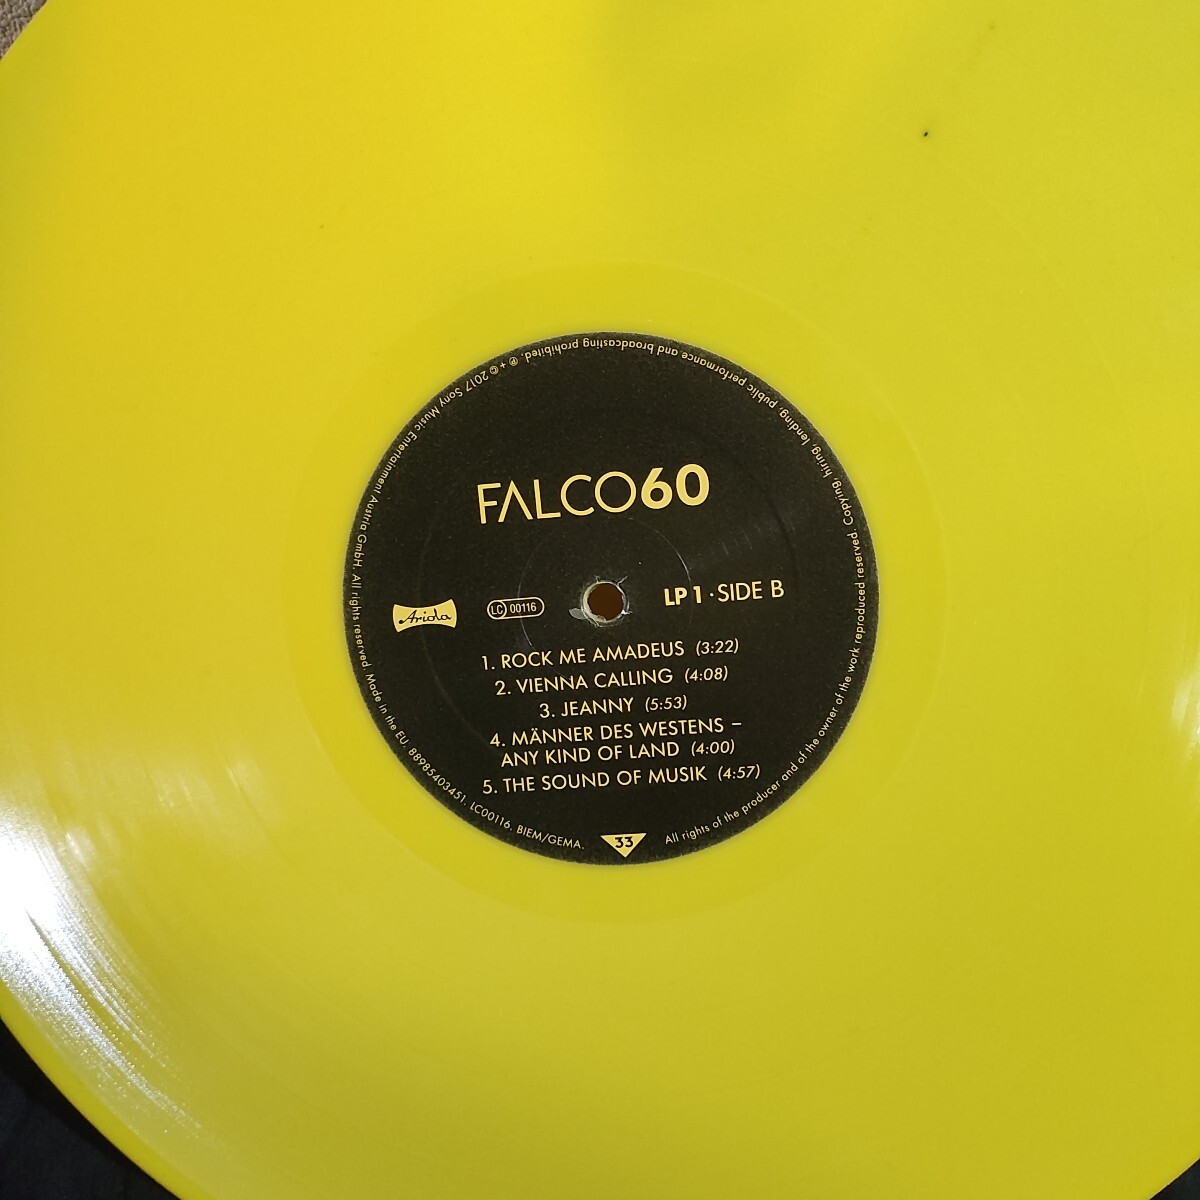 FALCO60
Ariola
LC 00116
LP 1 · SIDE B
1. ROCK ME AMADEUS (3:22)
2. VIENNA CALLING (4:08)
3. JEANNY (5:53)
4. MÄNNER DES WESTENS –
ANY KIND OF LAND (4:00)
5. THE SOUND OF MUSIK (4:57)
33
All rights of the producer and of the owner of the work reproduced reserved. Copying, hiring, lending, public performance and broadcasting prohibited. ℗ + © 2017 Sony Music Entertainment Austria GmbH. All rights reserved. Made in the EU. 88985403451. LC00116. BIEM/GEMA.